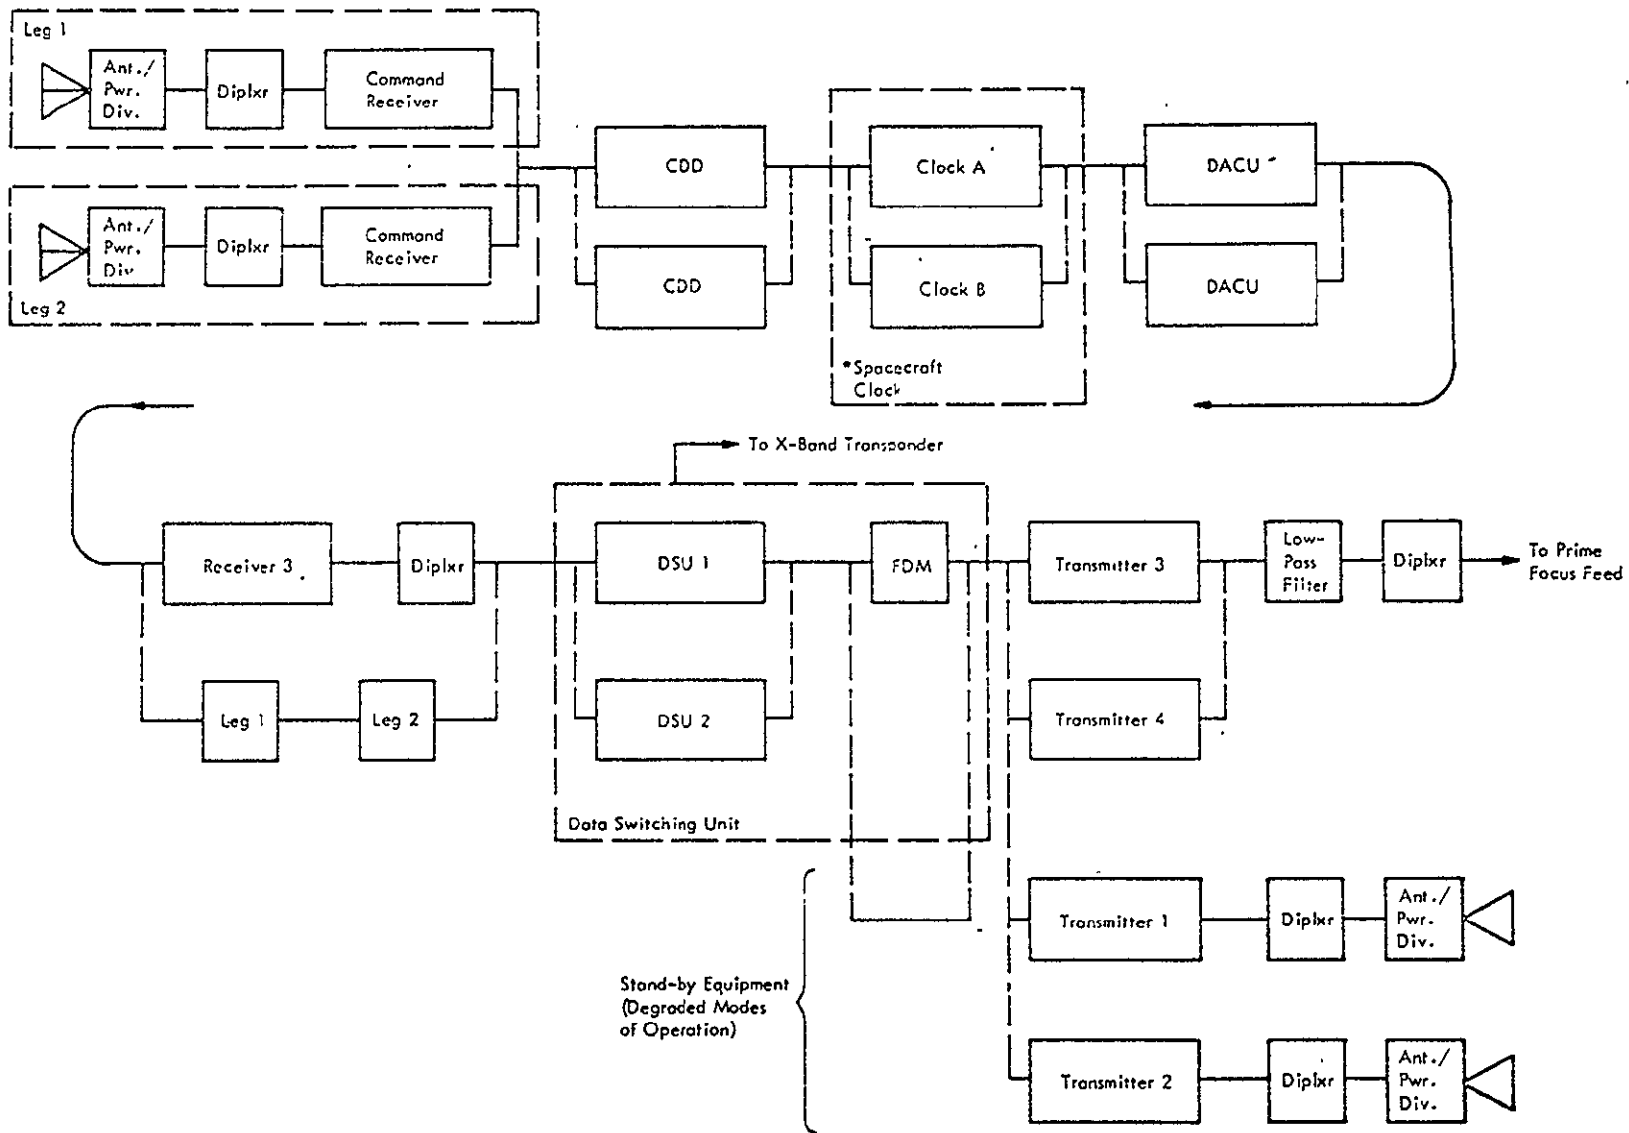 Leg 1
Ant./
Pwr.
Div.
Diplxr
Command
Receiver
Ant./
Pwr.
Div
Diplxr
Command
Receiver
Leg 2
CDD
CDD
Clock A
Clock B
*Spacecraft
Clock
DACU
DACU
To X-Band Transponder
Receiver 3
Diplxr
Leg 1
Leg 2
DSU 1
DSU 2
FDM
Data Switching Unit
Transmitter 3
Low-
Pass
Filter
Diplxr
To Prime
Focus Feed
Transmitter 4
Transmitter 1
Diplxr
Ant./
Pwr.
Div.
Stand-by Equipment
(Degraded Modes
of Operation)
Transmitter 2
Diplxr
Ant./
Pwr.
Div.